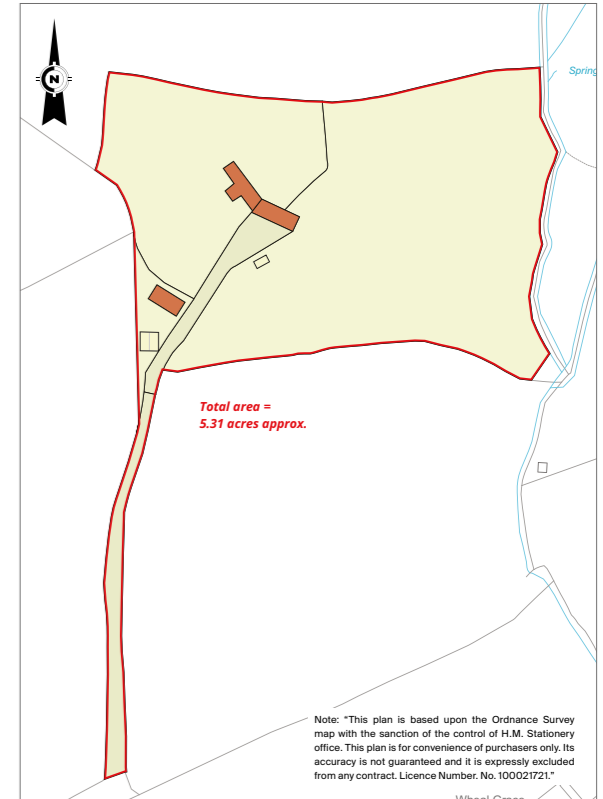 N
Spring
Total area =
5.31 acres approx.
Note: “This plan is based upon the Ordnance Survey
map with the sanction of the control of H.M. Stationery
office. This plan is for convenience of purchasers only. Its
accuracy is not guaranteed and it is expressly excluded
from any contract. Licence Number. No. 100021721.”